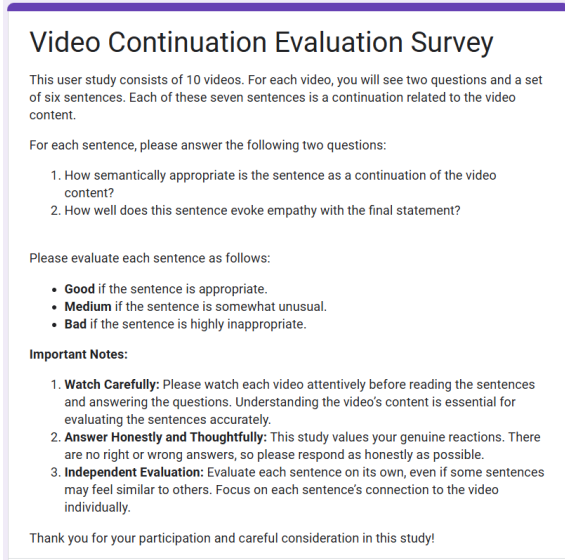 Video Continuation Evaluation Survey
This user study consists of 10 videos. For each video, you will see two questions and a set
of six sentences. Each of these seven sentences is a continuation related to the video
content.
For each sentence, please answer the following two questions:
1. How semantically appropriate is the sentence as a continuation of the video
content?
2. How well does this sentence evoke empathy with the final statement?
Please evaluate each sentence as follows:
• Good if the sentence is appropriate.
• Medium if the sentence is somewhat unusual.
• Bad if the sentence is highly inappropriate.
Important Notes:
1. Watch Carefully: Please watch each video attentively before reading the sentences
and answering the questions. Understanding the video's content is essential for
evaluating the sentences accurately.
2. Answer Honestly and Thoughtfully: This study values your genuine reactions. There
are no right or wrong answers, so please respond as honestly as possible.
3. Independent Evaluation: Evaluate each sentence on its own, even if some sentences
may feel similar to others. Focus on each sentence's connection to the video
individually.
Thank you for your participation and careful consideration in this study!